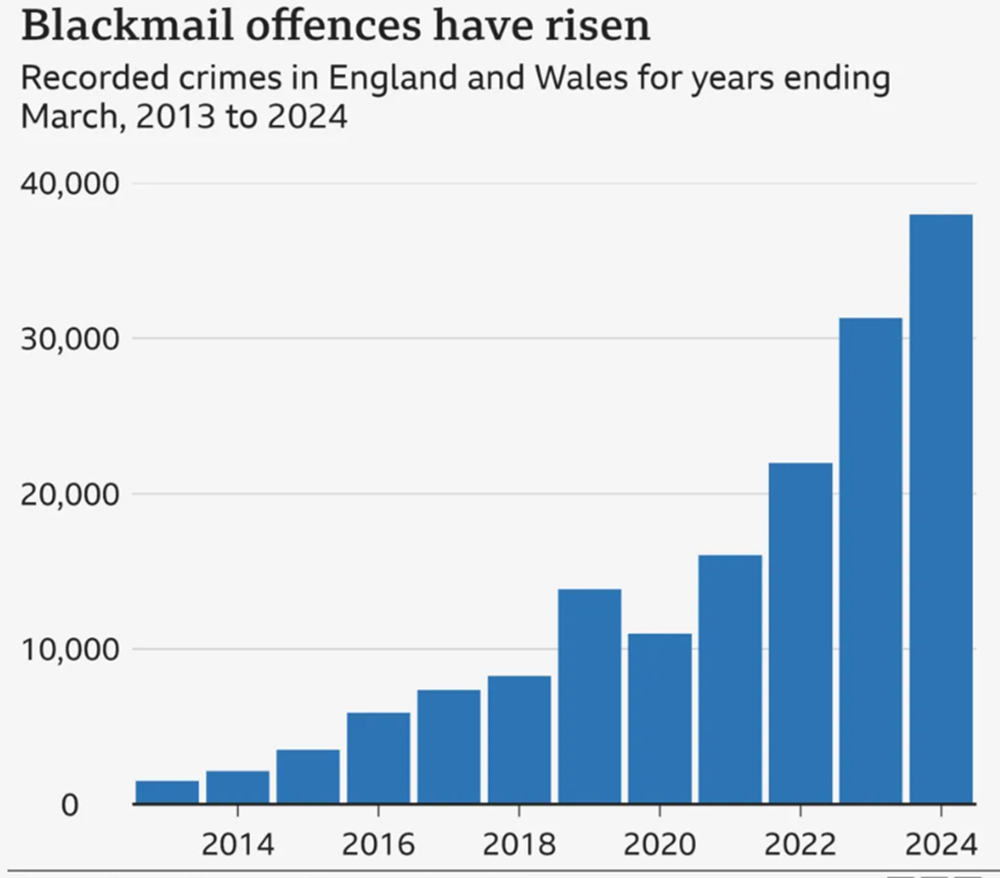 Blackmail offences have risen
Recorded crimes in England and Wales for years ending
March, 2013 to 2024
40,000
30,000
20,000
10,000
0
2014 2016 2018 2020 2022 2024